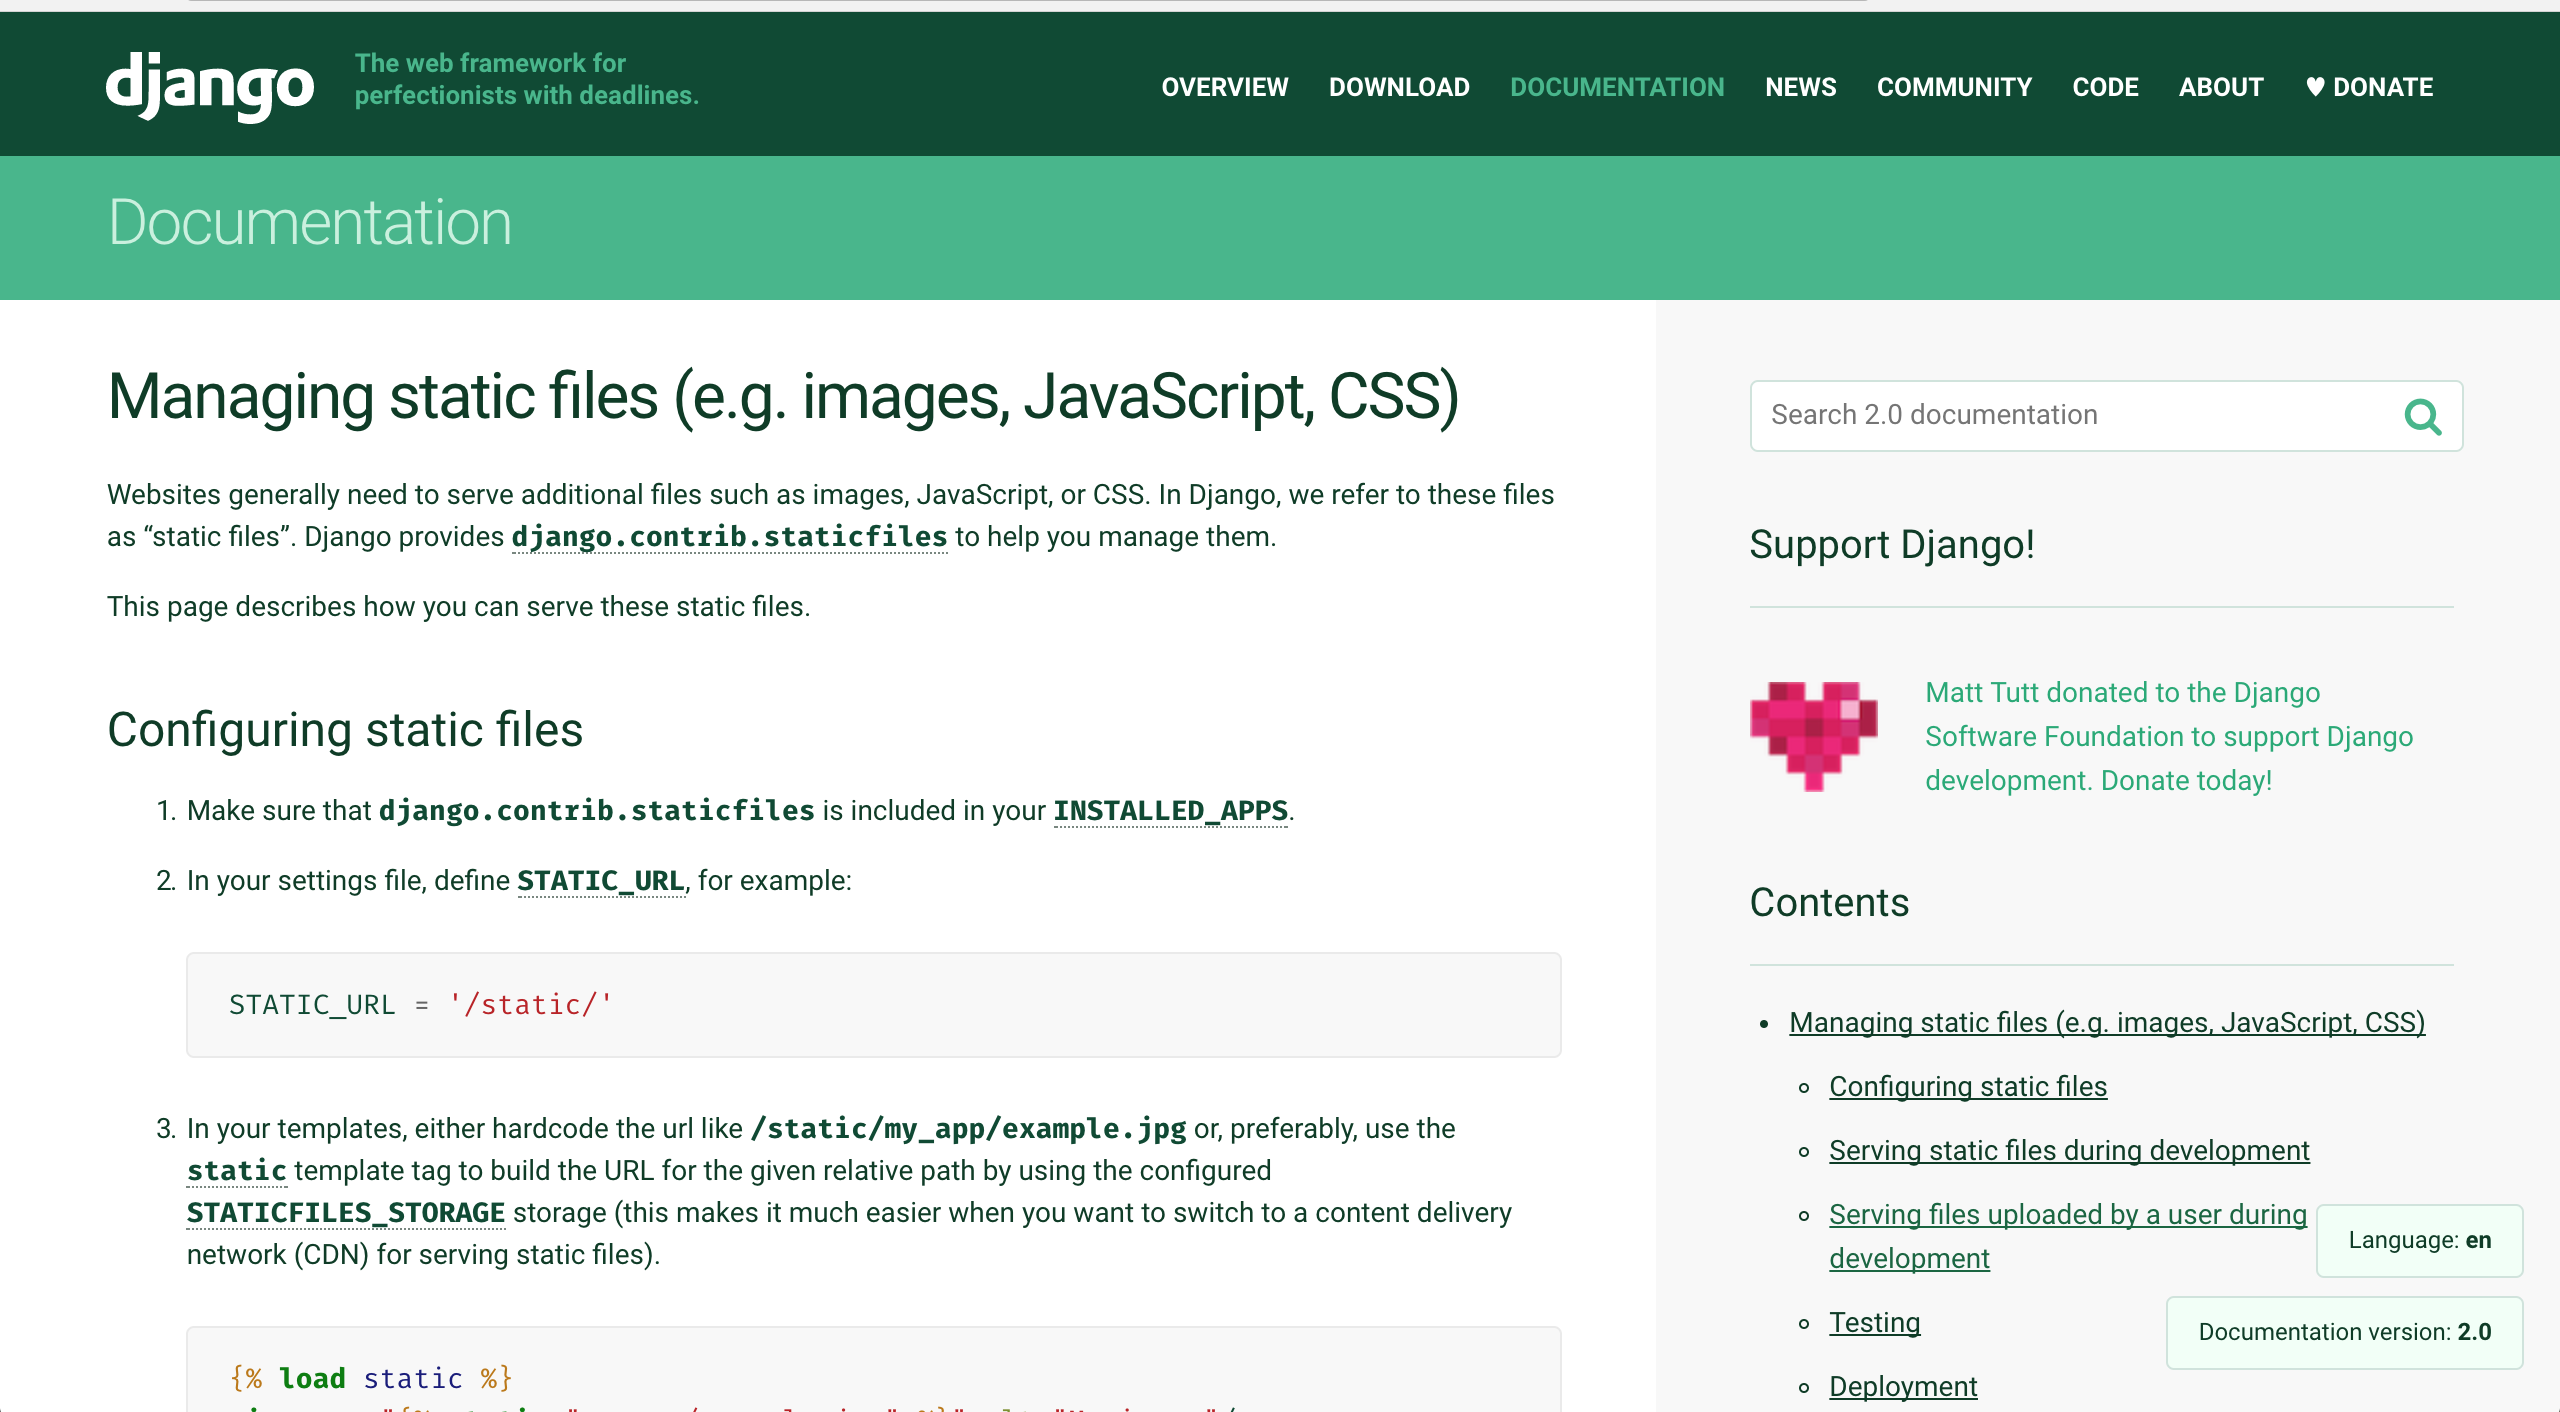 django
The web framework for
perfectionists with deadlines.
OVERVIEW DOWNLOAD DOCUMENTATION NEWS COMMUNITY CODE ABOUT ♥ DONATE
Documentation
Managing static files (e.g. images, JavaScript, CSS)
Websites generally need to serve additional files such as images, JavaScript, or CSS. In Django, we refer to these files
as “static files”. Django provides django.contrib.staticfiles to help you manage them.
This page describes how you can serve these static files.
Configuring static files
1. Make sure that django.contrib.staticfiles is included in your INSTALLED_APPS.
2. In your settings file, define STATIC_URL, for example:
STATIC_URL = '/static/'
3. In your templates, either hardcode the url like /static/my_app/example.jpg or, preferably, use the
static template tag to build the URL for the given relative path by using the configured
STATICFILES_STORAGE storage (this makes it much easier when you want to switch to a content delivery
network (CDN) for serving static files).
{% load static %}
Search 2.0 documentation
Support Django!
Matt Tutt donated to the Django
Software Foundation to support Django
development. Donate today!
Contents
• Managing static files (e.g. images, JavaScript, CSS)
◦ Configuring static files
◦ Serving static files during development
◦ Serving files uploaded by a user during
development
◦ Testing
◦ Deployment
Language: en
Documentation version: 2.0